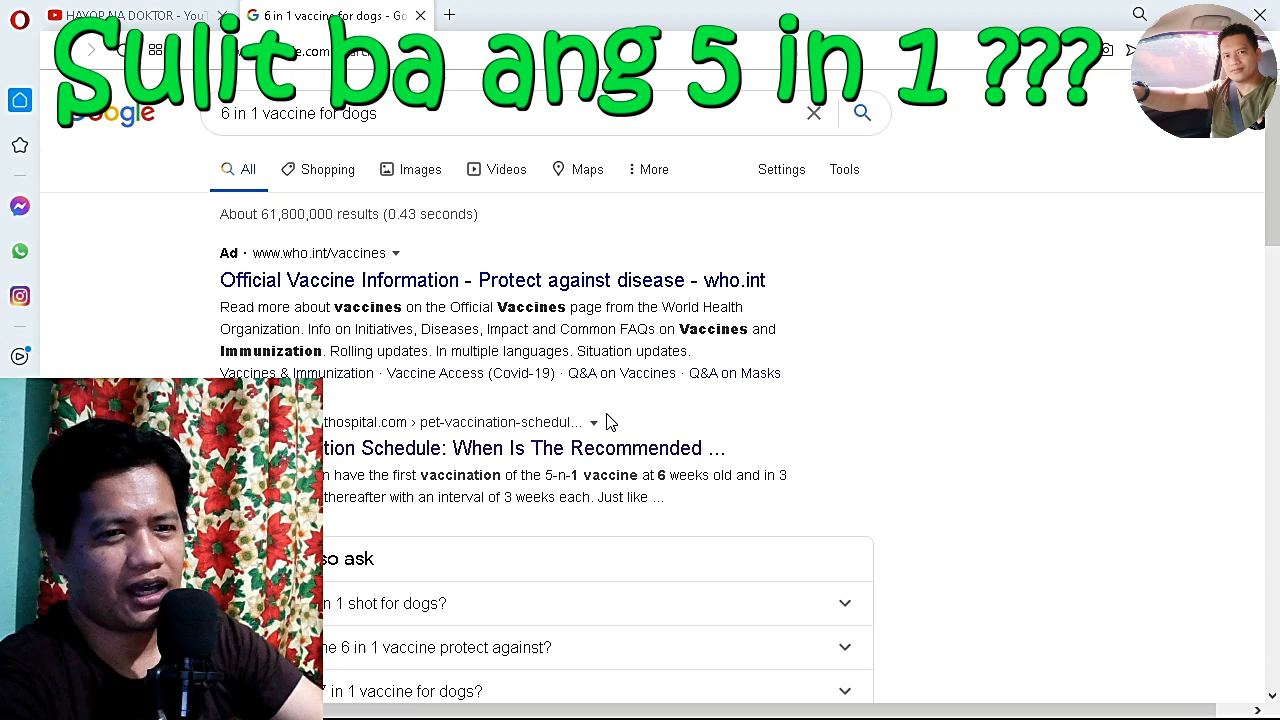 HAYOP NA DOKTOR - YouT
6 in 1 vaccine for dogs - Go
Sulit ba ang 5 in 1 ???
Google
6 in 1 vaccine for dogs
All
Shopping
Images
Videos
Maps
More
Settings
Tools
About 61,800,000 results (0.43 seconds)
Ad · www.who.int/vaccines
Official Vaccine Information - Protect against disease - who.int
Read more about vaccines on the Official Vaccines page from the World Health
Organization. Info on Initiatives, Diseases, Impact and Common FAQs on Vaccines and
Immunization. Rolling updates. In multiple languages. Situation updates.
Vaccines & Immunization · Vaccine Access (Covid-19) · Q&A on Vaccines · Q&A on Masks
thospital.com › pet-vaccination-schedul...
tion Schedule: When Is The Recommended ...
n have the first vaccination of the 5-n-1 vaccine at 6 weeks old and in 3
thereafter with an interval of 3 weeks each. Just like ...
so ask
n 1 shot for dogs?
he 6 in 1 vaccine protect against?
7 in 1 vaccine for dogs?